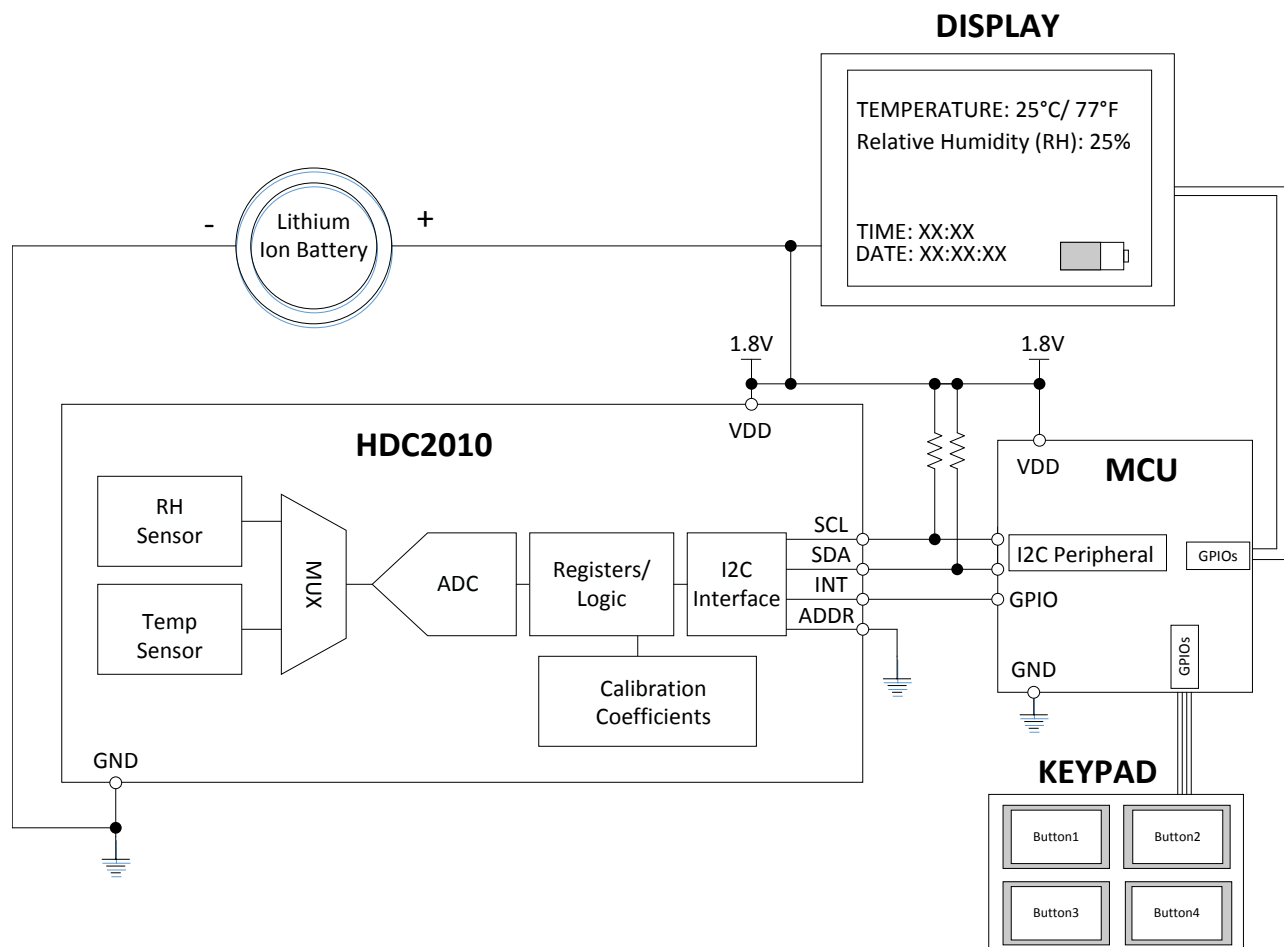 DISPLAY
TEMPERATURE: 25°C/ 77°F
Relative Humidity (RH): 25%
TIME: XX:XX
DATE: XX:XX:XX
-
Lithium
Ion Battery
+
1.8V
1.8V
HDC2010
VDD
VDD
MCU
RH
Sensor
Temp
Sensor
MUX
ADC
Registers/
Logic
I2C
Interface
Calibration
Coefficients
SCL
SDA
INT
ADDR
I2C Peripheral
GPIOs
GPIO
GPIOs
GND
GND
KEYPAD
Button1
Button2
Button3
Button4